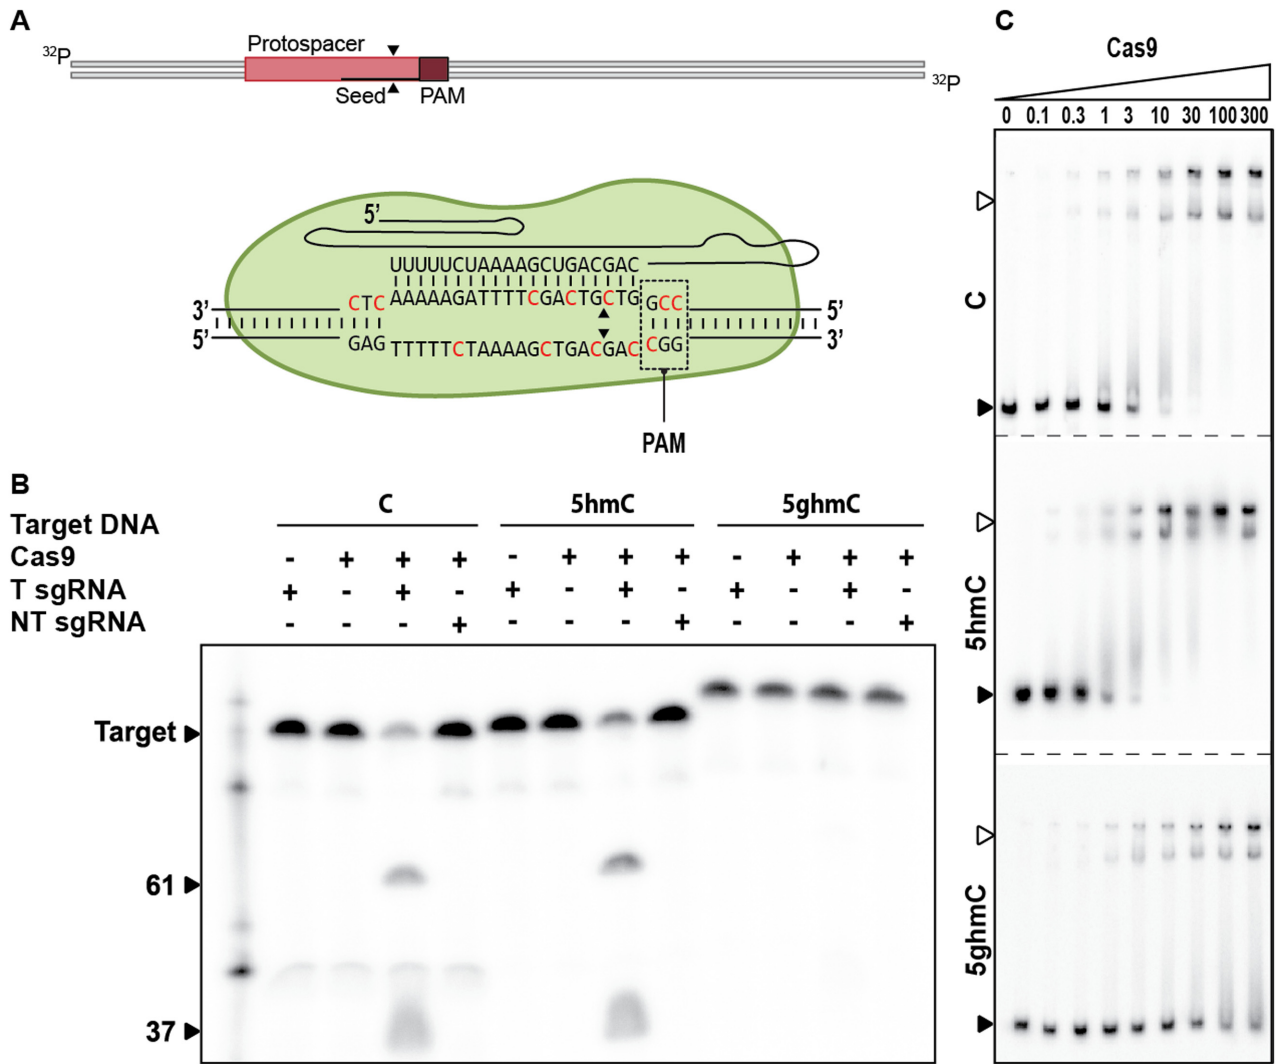 A
32P
Protospacer
Seed
PAM
32P
5’
UUUUUCUAAAAGCUGACGAC
3’
CTC
AAAAAGATTTTCGACTGCTG
GCC
5’
5’
GAG
TTTTTCTAAAAGCTGACGAC
CGG
3’
PAM
B
C 5hmC 5ghmC
Target DNA
Cas9 - + + + - + + + - + + +
T sgRNA + - + - + - + - + - + -
NT sgRNA - - - + - - - + - - - +
Target
61
37
C
Cas9
0 0.1 0.3 1 3 10 30 100 300
C
5hmC
5ghmC